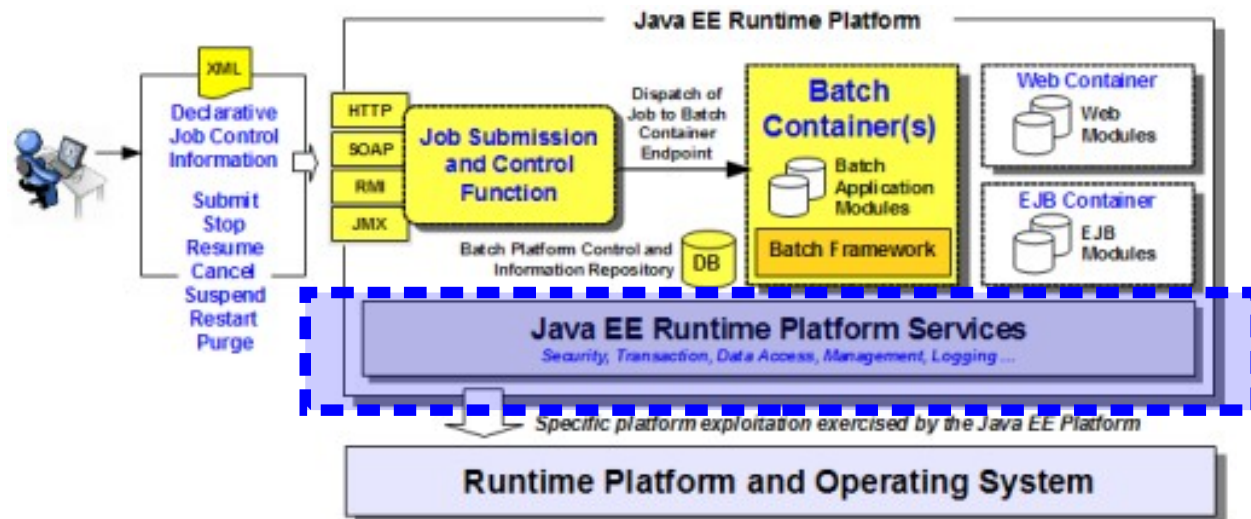 Java EE Runtime Platform
XML
Declarative
Job Control
Information
Submit
Stop
Resume
Cancel
Suspend
Restart
Purge
HTTP
SOAP
RMI
JMX
Job Submission
and Control
Function
Dispatch of
Job to Batch
Container
Endpoint
Batch Platform Control and
Information Repository
DB
Batch
Container(s)
Batch
Application
Modules
Batch Framework
Web Container
Web
Modules
EJB Container
EJB
Modules
Java EE Runtime Platform Services
Security, Transaction, Data Access, Management, Logging ...
Specific platform exploitation exercised by the Java EE Platform
Runtime Platform and Operating System